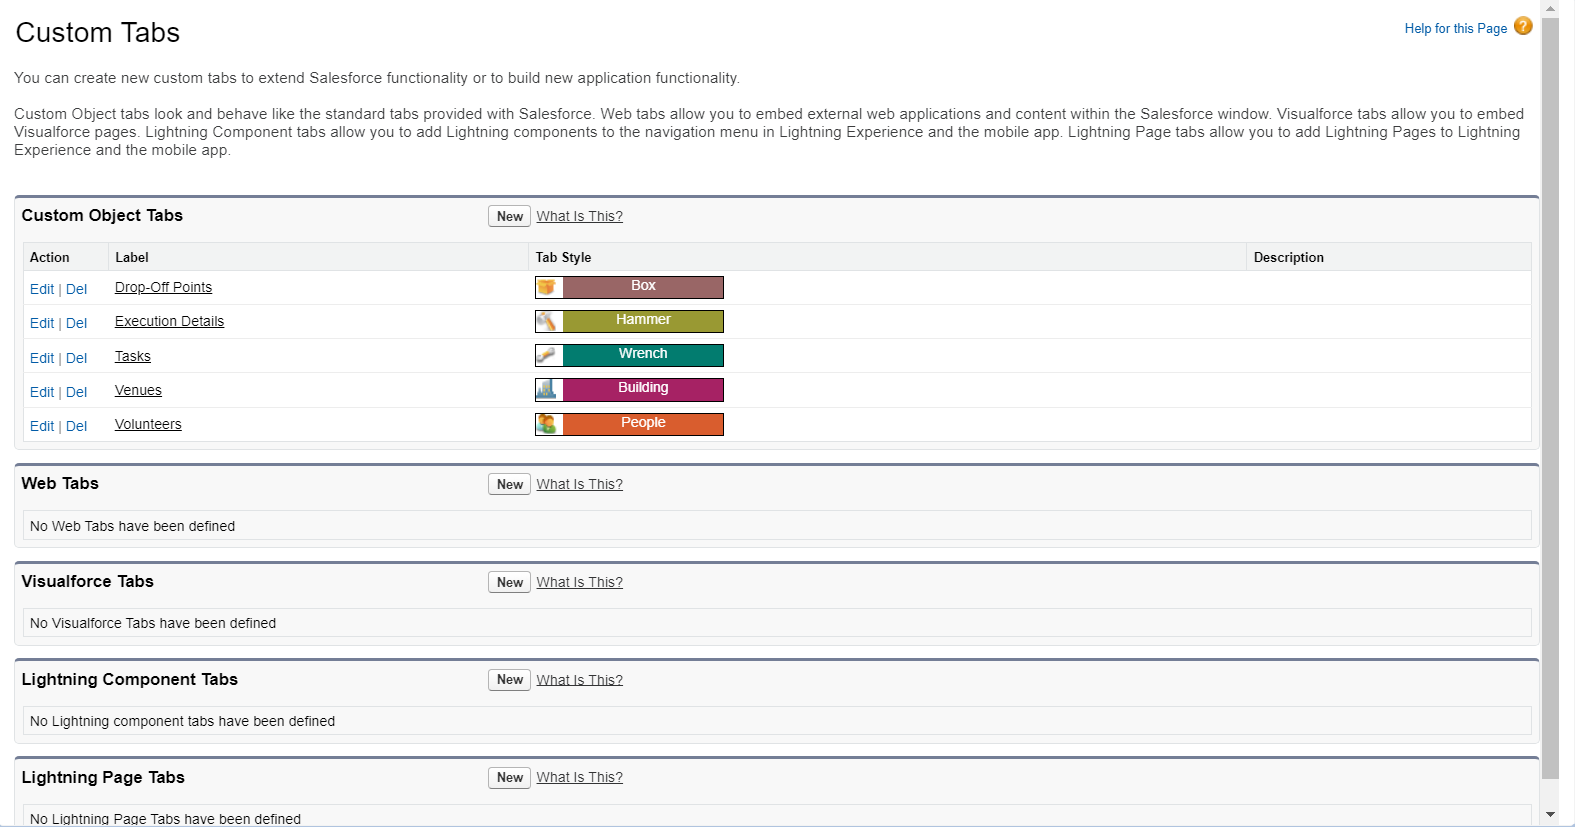 Custom Tabs
Help for this Page ?
You can create new custom tabs to extend Salesforce functionality or to build new application functionality.
Custom Object tabs look and behave like the standard tabs provided with Salesforce. Web tabs allow you to embed external web applications and content within the Salesforce window. Visualforce tabs allow you to embed
Visualforce pages. Lightning Component tabs allow you to add Lightning components to the navigation menu in Lightning Experience and the mobile app. Lightning Page tabs allow you to add Lightning Pages to Lightning
Experience and the mobile app.
Custom Object Tabs New What Is This?
Action Label Tab Style Description
Edit | Del Drop-Off Points Box
Edit | Del Execution Details Hammer
Edit | Del Tasks Wrench
Edit | Del Venues Building
Edit | Del Volunteers People
Web Tabs New What Is This?
No Web Tabs have been defined
Visualforce Tabs New What Is This?
No Visualforce Tabs have been defined
Lightning Component Tabs New What Is This?
No Lightning component tabs have been defined
Lightning Page Tabs New What Is This?
No Lightning Page Tabs have been defined